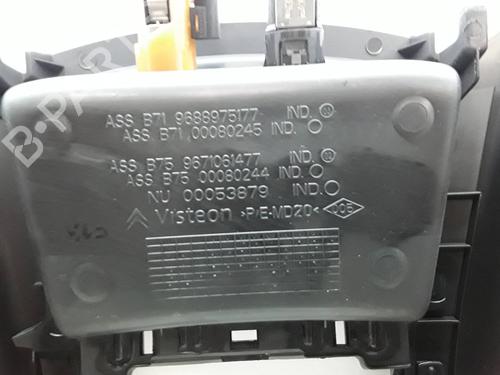 B-PARTS
ASS B71 9688975177 IND.
ASS B71 00080245 IND.
ASS B75 9671061477 IND.
ASS B75 00080244 IND.
NU 00053879 IND.
Visteon >P/E-MD20<